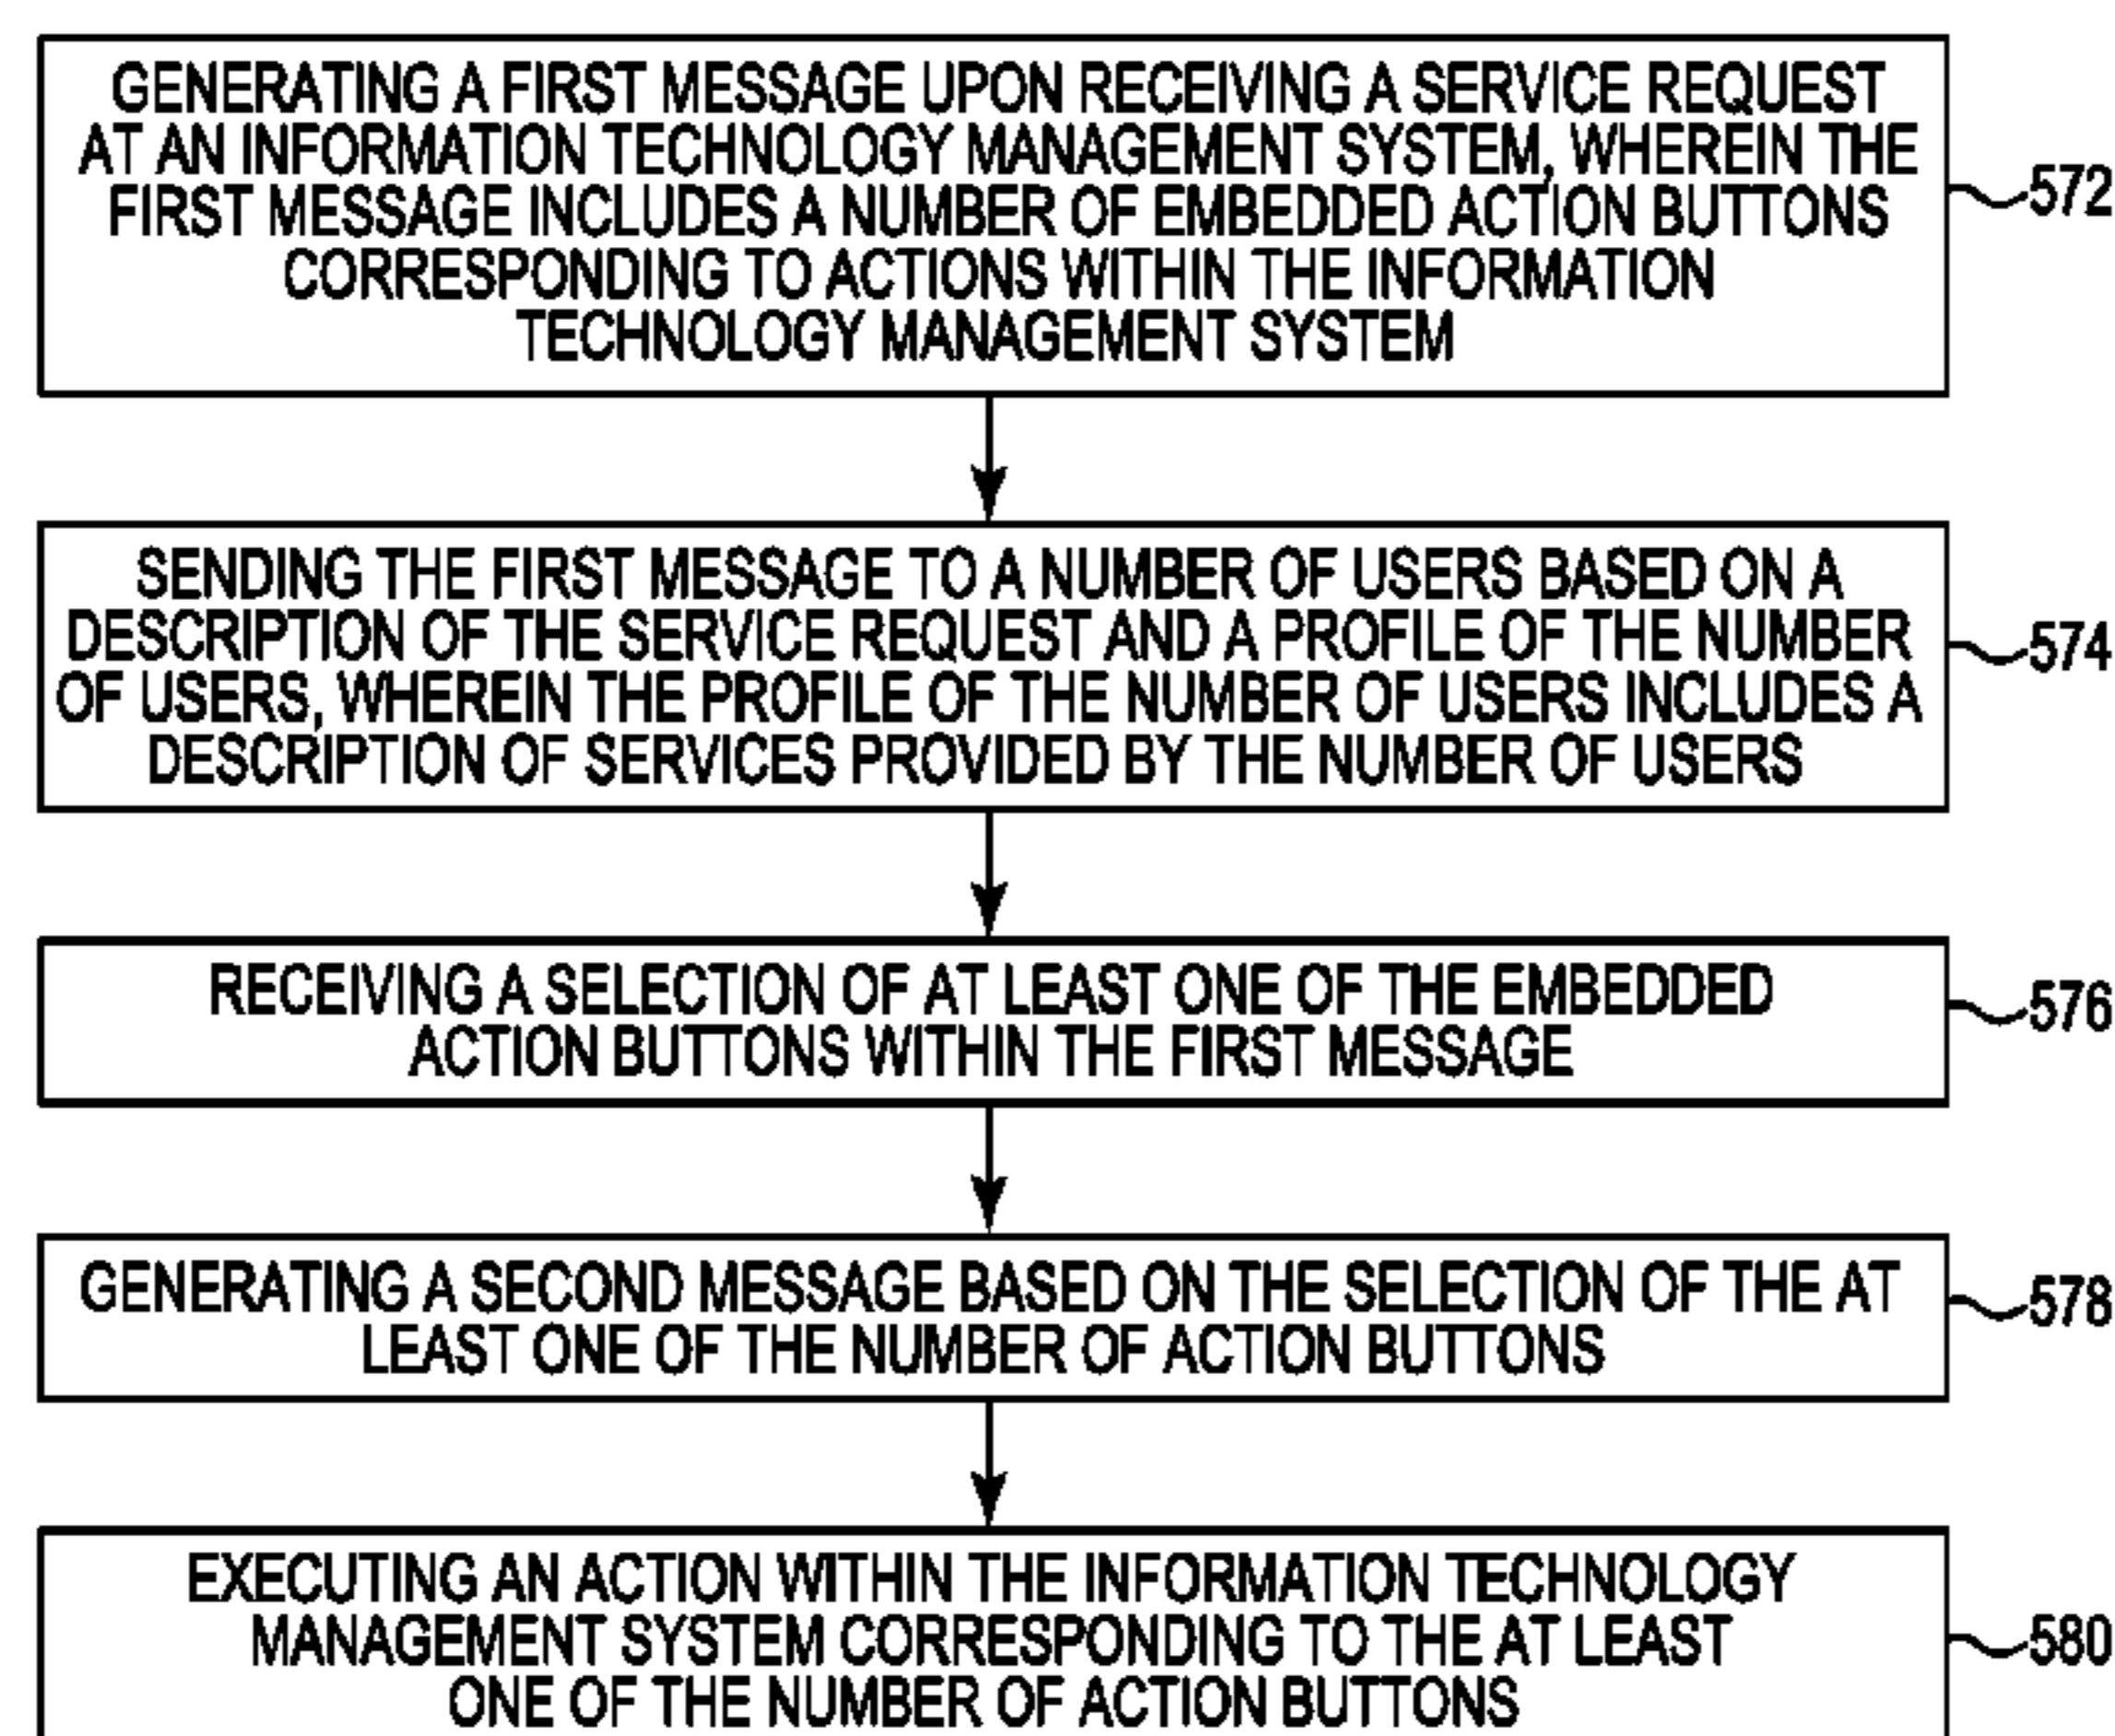 GENERATING A FIRST MESSAGE UPON RECEIVING A SERVICE REQUEST
AT AN INFORMATION TECHNOLOGY MANAGEMENT SYSTEM, WHEREIN THE
FIRST MESSAGE INCLUDES A NUMBER OF EMBEDDED ACTION BUTTONS
CORRESPONDING TO ACTIONS WITHIN THE INFORMATION
TECHNOLOGY MANAGEMENT SYSTEM
572
SENDING THE FIRST MESSAGE TO A NUMBER OF USERS BASED ON A
DESCRIPTION OF THE SERVICE REQUEST AND A PROFILE OF THE NUMBER
OF USERS, WHEREIN THE PROFILE OF THE NUMBER OF USERS INCLUDES A
DESCRIPTION OF SERVICES PROVIDED BY THE NUMBER OF USERS
574
RECEIVING A SELECTION OF AT LEAST ONE OF THE EMBEDDED
ACTION BUTTONS WITHIN THE FIRST MESSAGE
576
GENERATING A SECOND MESSAGE BASED ON THE SELECTION OF THE AT
LEAST ONE OF THE NUMBER OF ACTION BUTTONS
578
EXECUTING AN ACTION WITHIN THE INFORMATION TECHNOLOGY
MANAGEMENT SYSTEM CORRESPONDING TO THE AT LEAST
ONE OF THE NUMBER OF ACTION BUTTONS
580